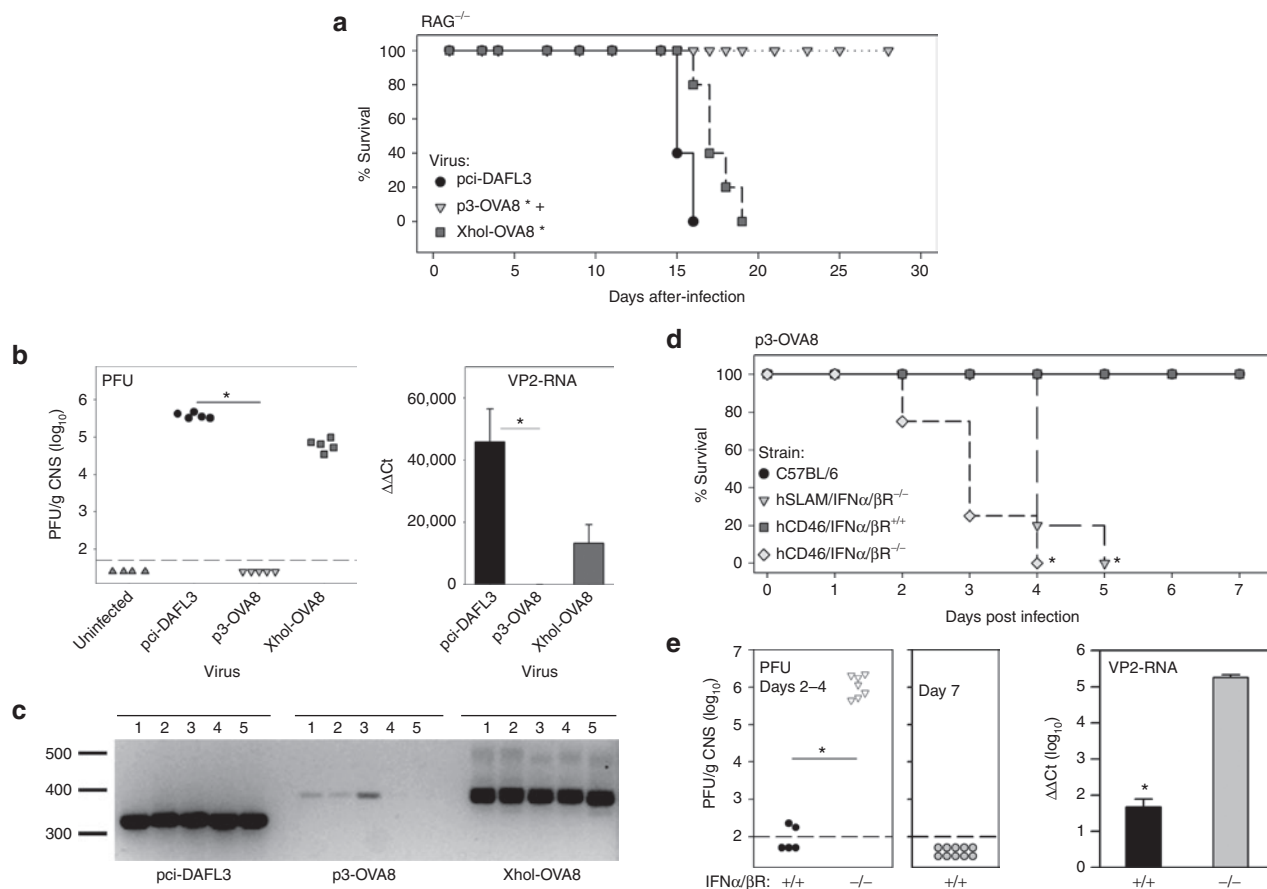 a
RAG−/−
% Survival
100
80
60
40
20
0
Virus:
pci-DAFL3
p3-OVA8 * +
XhoI-OVA8 *
0 5 10 15 20 25 30
Days after-infection
b
PFU
PFU/g CNS (log10)
6
5
4
3
2
1
*
Uninfected
pci-DAFL3
p3-OVA8
XhoI-OVA8
Virus
VP2-RNA
ΔΔCt
60,000
40,000
20,000
0
*
pci-DAFL3
p3-OVA8
XhoI-OVA8
Virus
c
1 2 3 4 5
1 2 3 4 5
1 2 3 4 5
500
400
300
pci-DAFL3
p3-OVA8
XhoI-OVA8
d
p3-OVA8
% Survival
100
80
60
40
20
0
Strain:
C57BL/6
hSLAM/IFNα/βR−/−
hCD46/IFNα/βR+/+
hCD46/IFNα/βR−/−
* *
0 1 2 3 4 5 6 7
Days post infection
e
PFU
Days 2–4
PFU/g CNS (log10)
7
6
5
4
3
2
*
Day 7
IFNα/βR: +/+ −/− +/+
VP2-RNA
ΔΔCt (log10)
6
5
4
3
2
1
0
*
+/+ −/−